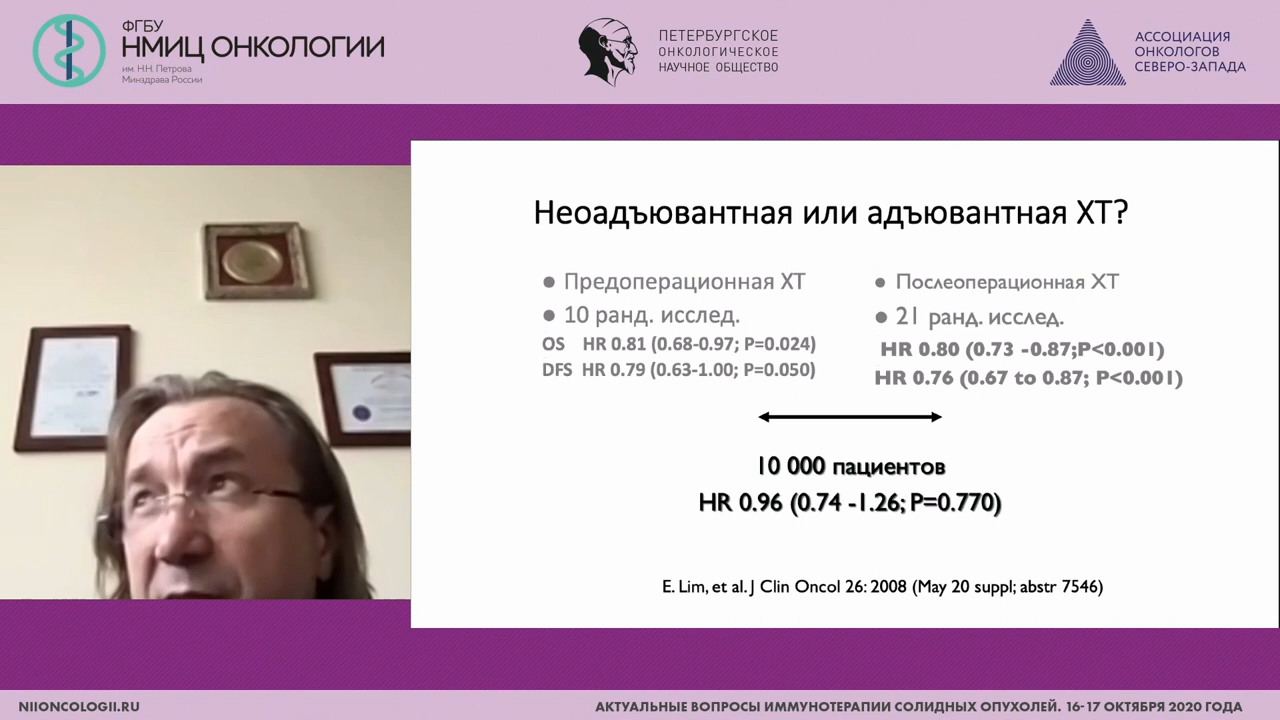 ФГБУ
НМИЦ ОНКОЛОГИИ
им. Н.Н. Петрова
Минздрава России
ПЕТЕРБУРГСКОЕ
ОНКОЛОГИЧЕСКОЕ
НАУЧНОЕ ОБЩЕСТВО
АССОЦИАЦИЯ
ОНКОЛОГОВ
СЕВЕРО-ЗАПАДА
Неоадъювантная или адъювантная ХТ?
● Предоперационная ХТ
● 10 ранд. исслед.
OS HR 0.81 (0.68-0.97; P=0.024)
DFS HR 0.79 (0.63-1.00; P=0.050)
● Послеоперационная ХТ
● 21 ранд. исслед.
HR 0.80 (0.73 -0.87;P<0.001)
HR 0.76 (0.67 to 0.87; P<0.001)
10 000 пациентов
HR 0.96 (0.74 -1.26; P=0.770)
E. Lim, et al. J Clin Oncol 26: 2008 (May 20 suppl; abstr 7546)
NIIONCOLOGII.RU
АКТУАЛЬНЫЕ ВОПРОСЫ ИММУНОТЕРАПИИ СОЛИДНЫХ ОПУХОЛЕЙ. 16-17 ОКТЯБРЯ 2020 ГОДА